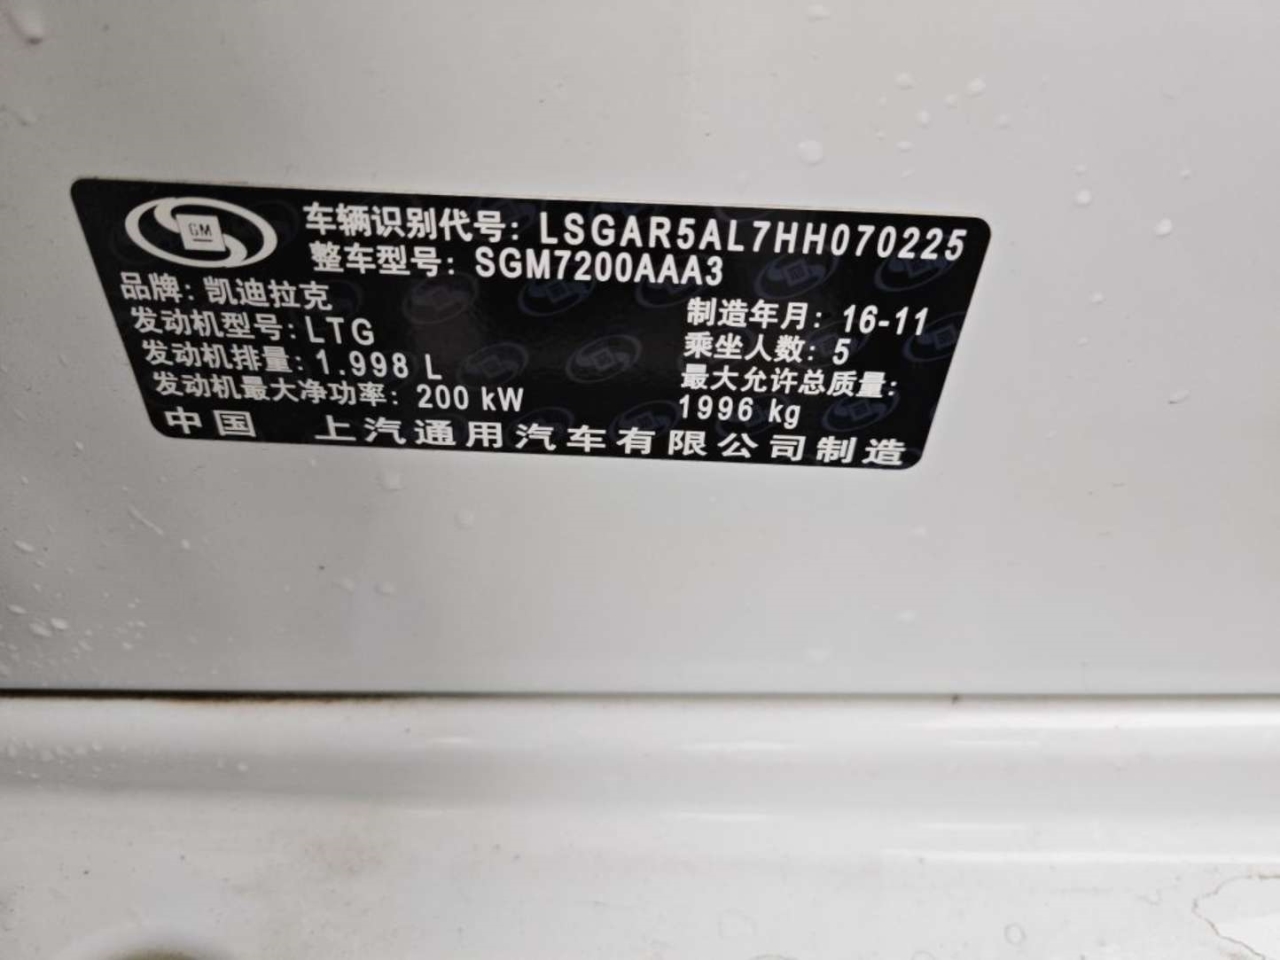 GM
车辆识别代号: LSGAR5AL7HH070225
整车型号: SGM7200AAA3
品牌: 凯迪拉克
制造年月: 16-11
发动机型号: LTG
乘坐人数: 5
发动机排量: 1.998 L
最大允许总质量:
1996 kg
发动机最大净功率: 200 kW
中国 上汽通用汽车有限公司制造